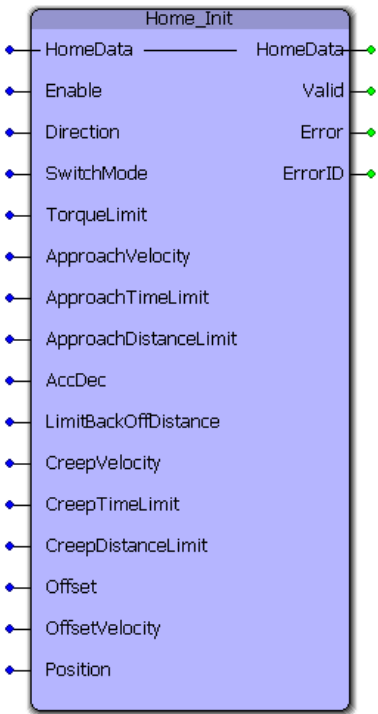 Home_Init
HomeData HomeData
Enable Valid
Direction Error
SwitchMode ErrorID
TorqueLimit
ApproachVelocity
ApproachTimeLimit
ApproachDistanceLimit
AccDec
LimitBackOffDistance
CreepVelocity
CreepTimeLimit
CreepDistanceLimit
Offset
OffsetVelocity
Position